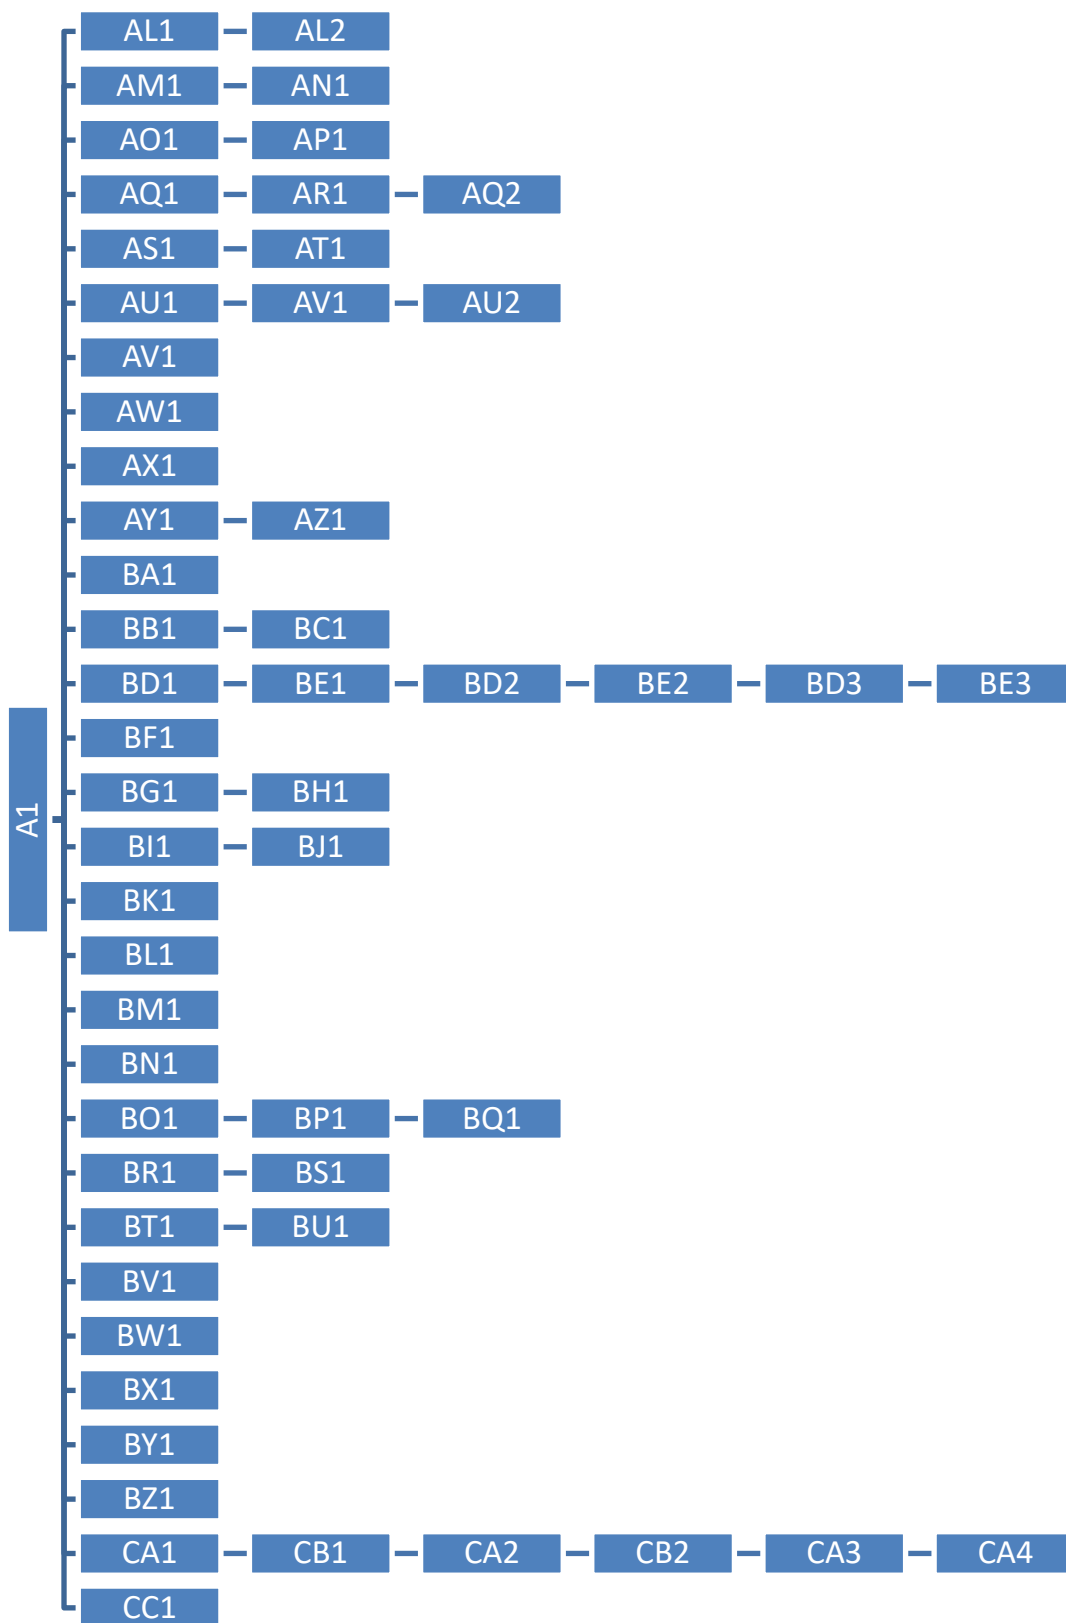 AL1 AL2
AM1 AN1
AO1 AP1
AQ1 AR1 AQ2
AS1 AT1
AU1 AV1 AU2
AV1
AW1
AX1
AY1 AZ1
BA1
BB1 BC1
BD1 BE1 BD2 BE2 BD3 BE3
BF1
BG1 BH1
A1
BI1 BJ1
BK1
BL1
BM1
BN1
BO1 BP1 BQ1
BR1 BS1
BT1 BU1
BV1
BW1
BX1
BY1
BZ1
CA1 CB1 CA2 CB2 CA3 CA4
CC1